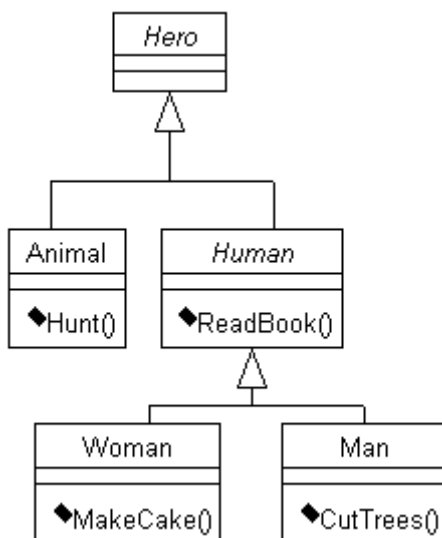 Hero
Animal
Human
Hunt()
ReadBook()
Woman
Man
MakeCake()
CutTrees()